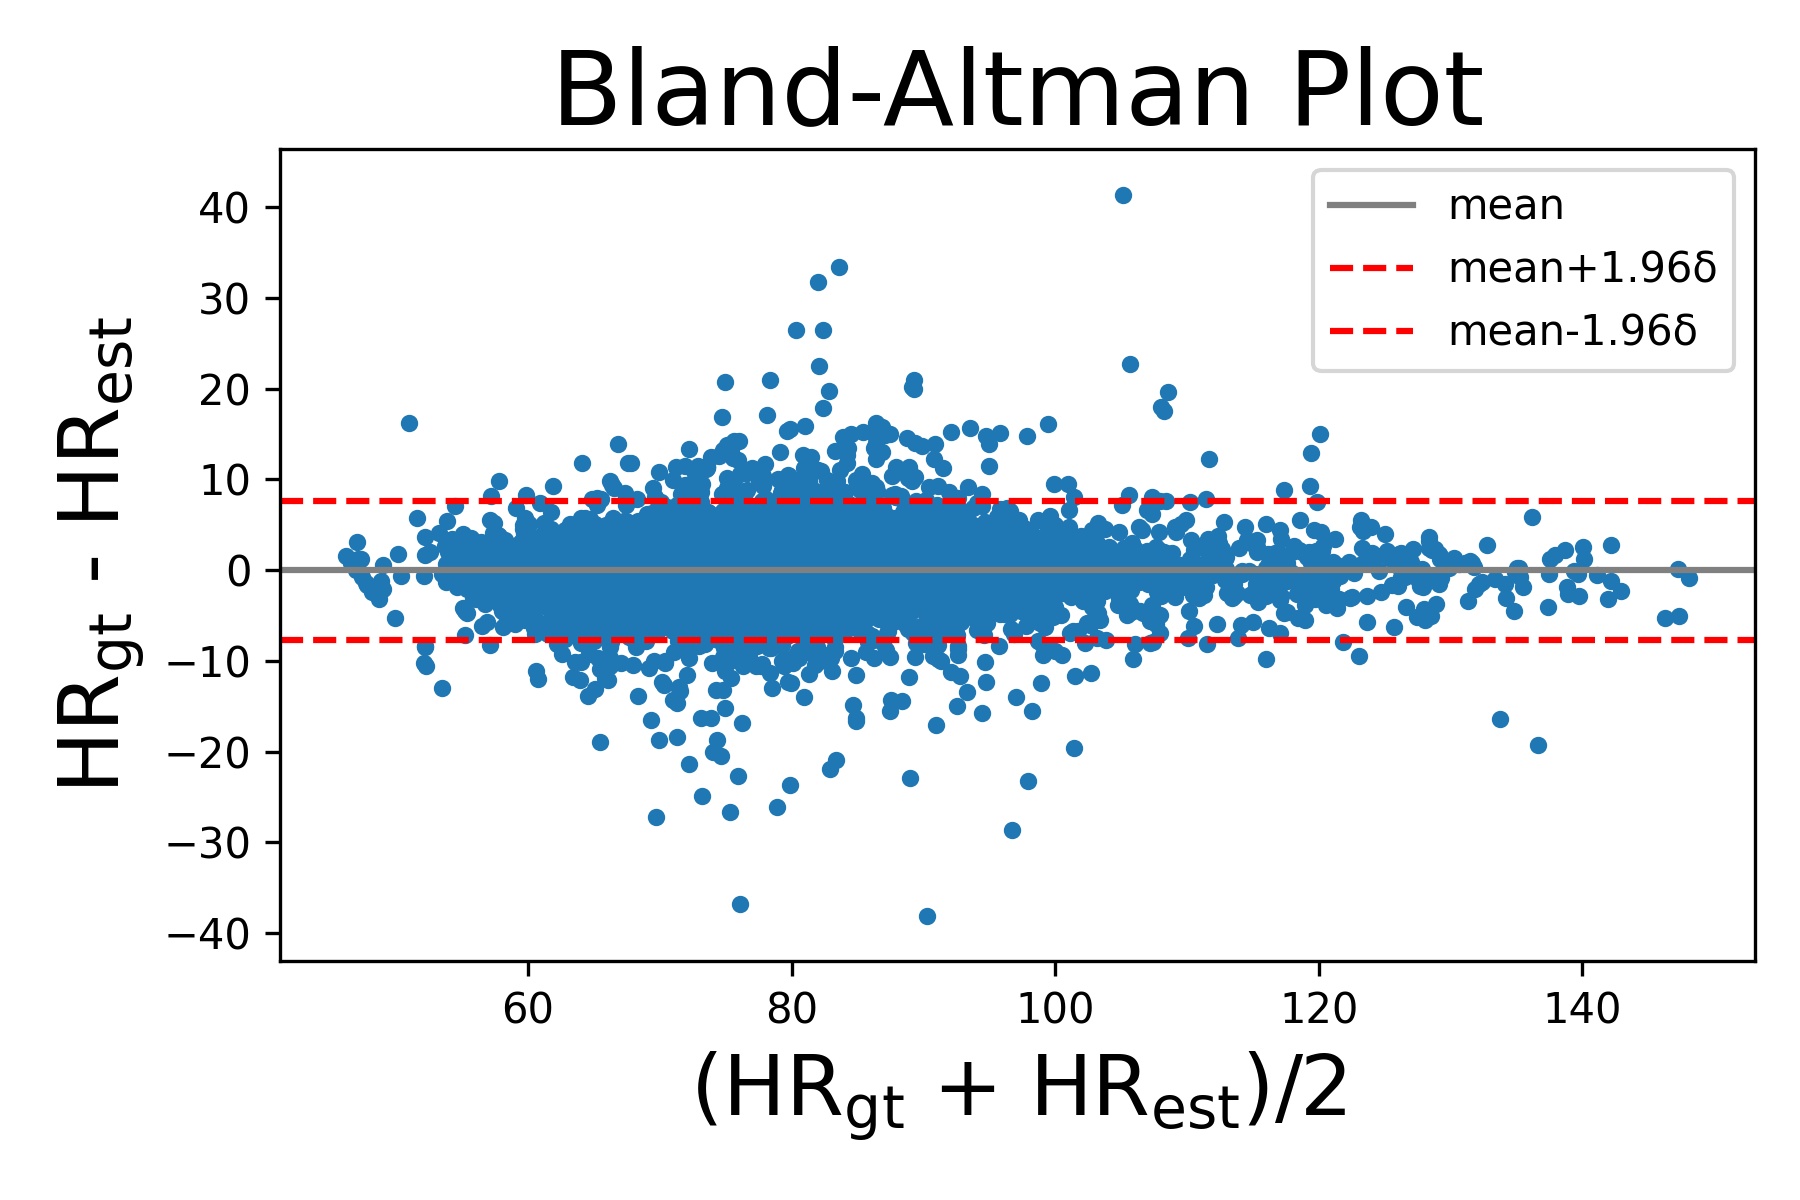 Bland-Altman Plot
mean
mean+1.96δ
mean-1.96δ
HRgt - HRest
40
30
20
10
0
−10
−20
−30
−40
60 80 100 120 140
(HRgt + HRest)/2